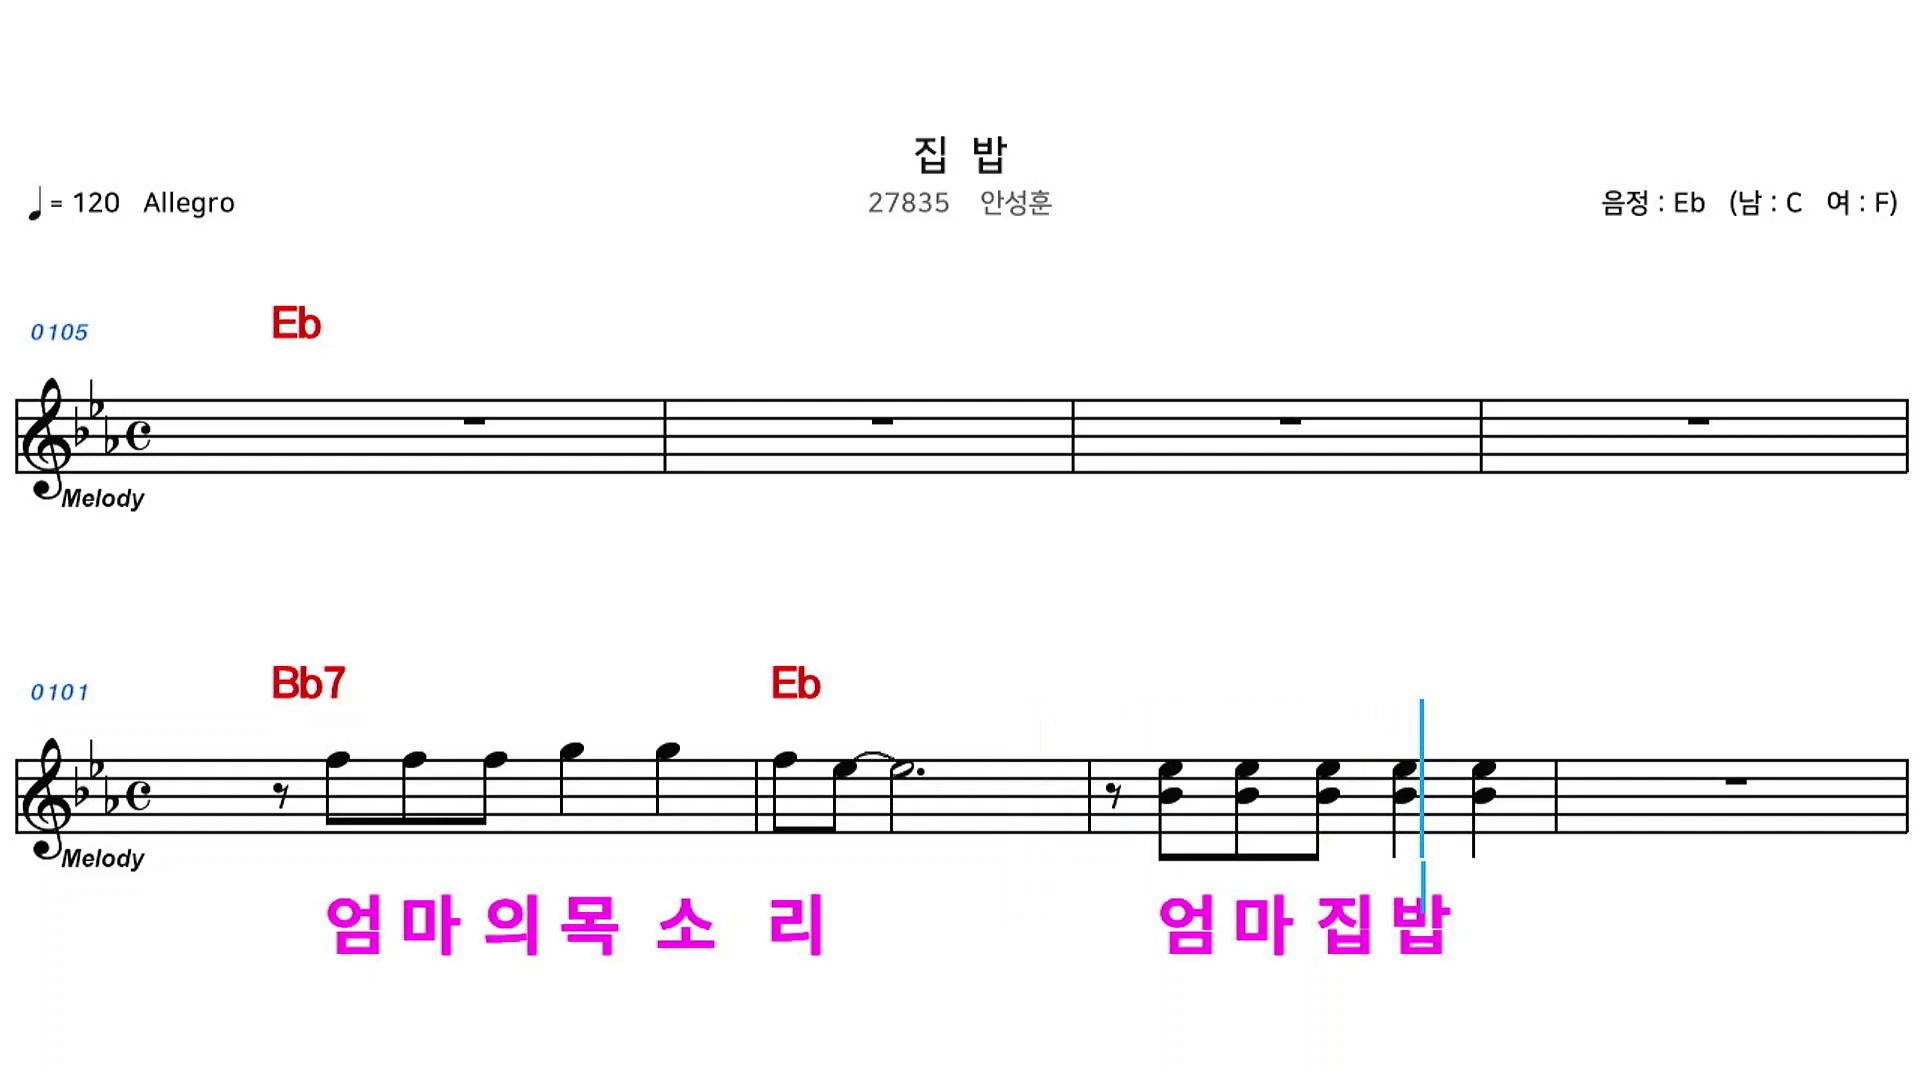 집 밥
♩= 120 Allegro
27835 안성훈
음정 : Eb (남 : C 여 : F)
0105 Eb
Melody
0101 Bb7 Eb
Melody
엄 마 의 목 소 리 엄 마 집 밥